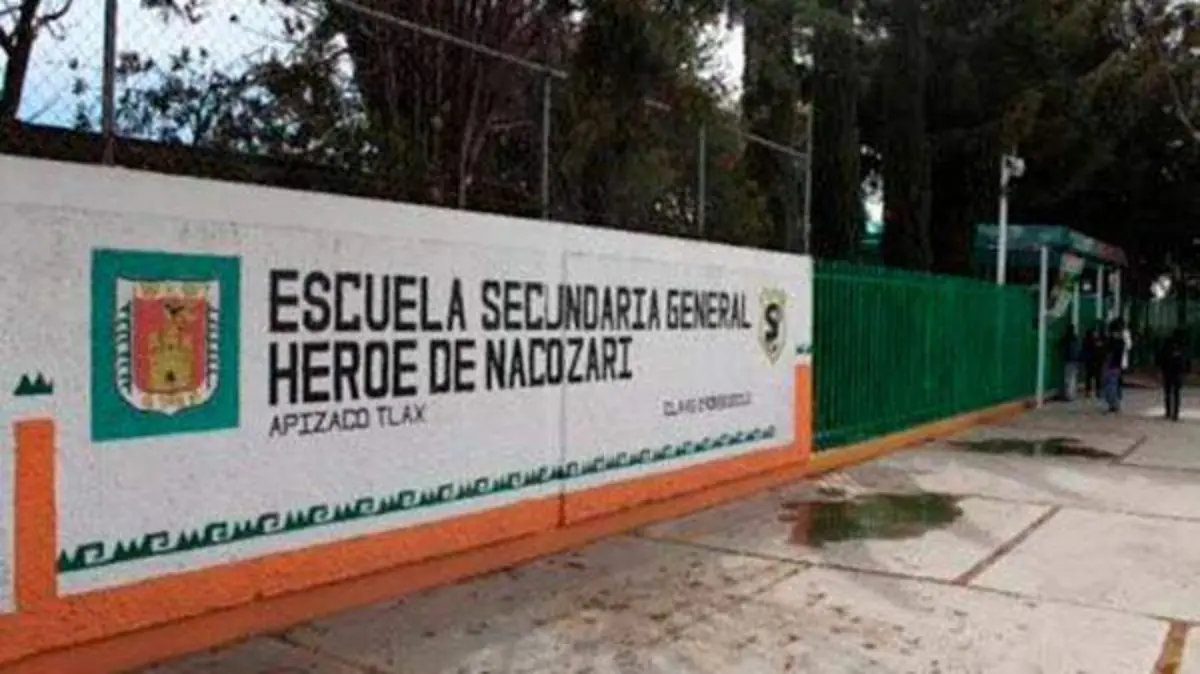 ESCUELA SECUNDARIA GENERAL
HEROE DE NACOZARI
APIZACO TLAX
S